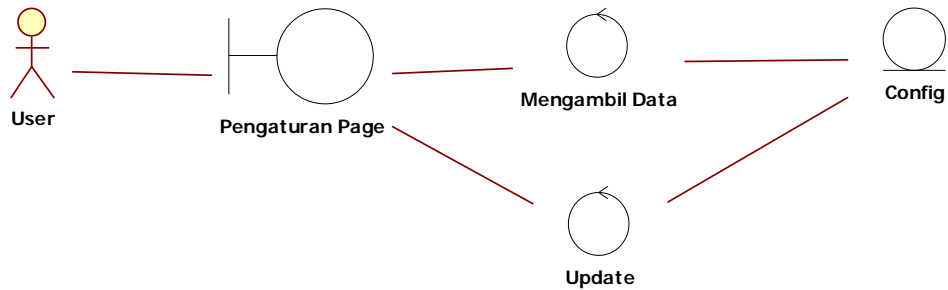 User
Pengaturan Page
Mengambil Data
Config
Update